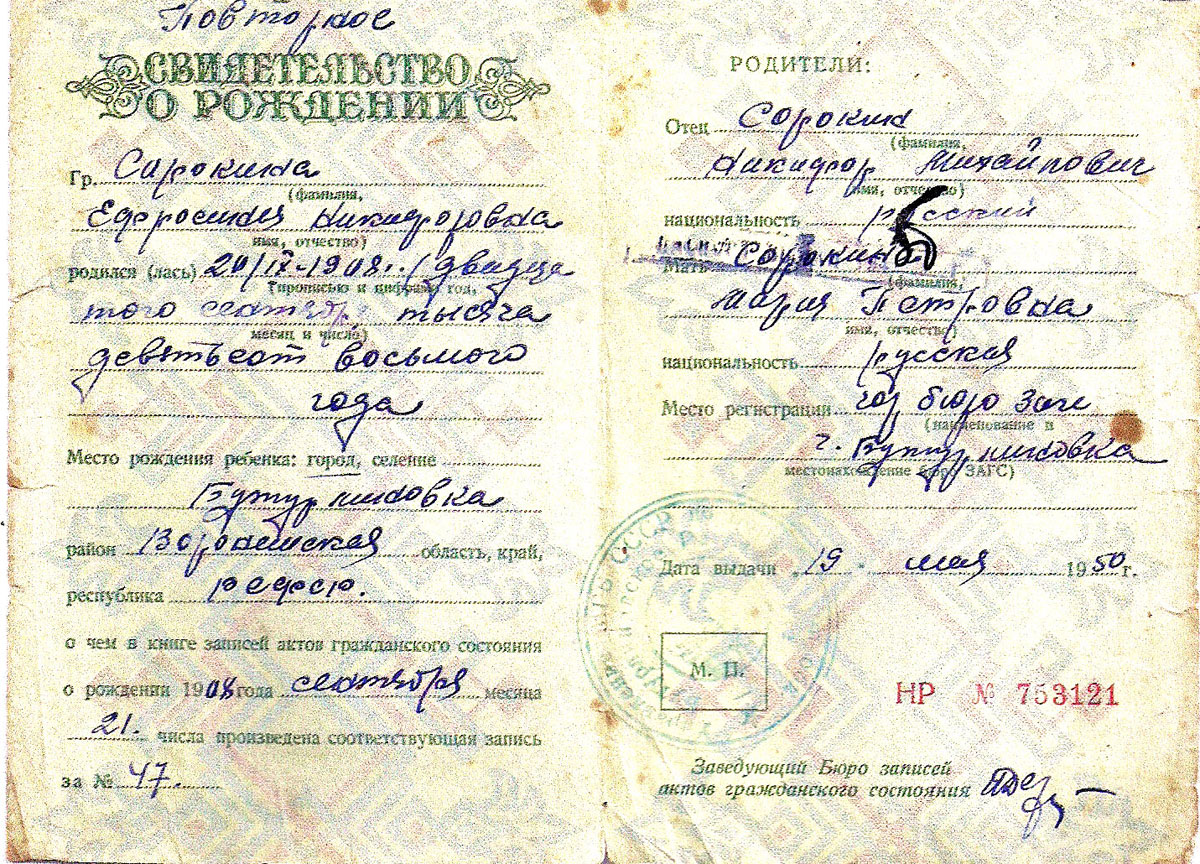 Повторное
СВИДЕТЕЛЬСТВО
О РОЖДЕНИИ
Гр. Сарокина
(фамилия,
Ефросиния Никифоровна
имя, отчество)
родился (лась) 20/IX-1908г. /двадца
(прописью и цифрами год,
того сентября тысяча
месяц и число)
девятьсот восьмого
года
Место рождения ребенка: город, селение
Бутурлиновка
район Воронежская область, край,
республика РСФСР.
о чем в книге записей актов гражданского состояния
о рождении 1908 года сентября месяца
21. числа произведена соответствующая запись
за № 47.
РОДИТЕЛИ:
Отец Сорокин
(фамилия,
Никифор Михайлович
имя, отчество)
национальность русский
Мать Сорокина
(фамилия,
Мария Петровна
имя, отчество)
национальность русская
Место регистрации гор бюро загс
(наименование и
г. Бутурлиновка
местонахождение бюро ЗАГС)
Дата выдачи „19" мая 1950 г.
М. П.
НР № 753121
Заведующий Бюро записей
актов гражданского состояния